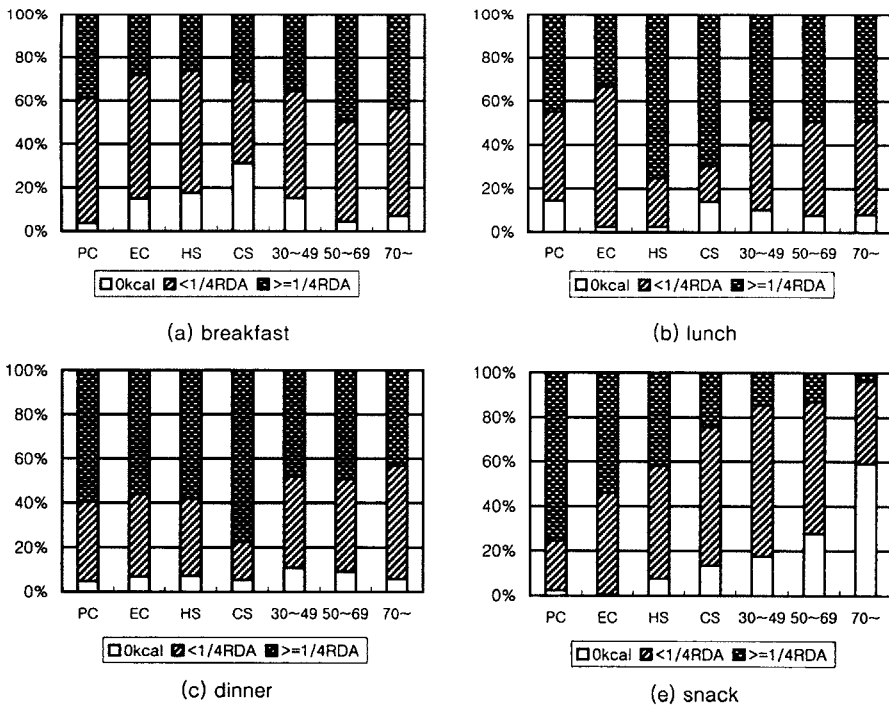 100%
80%
60%
40%
20%
0%
PC EC HS CS 30~49 50~69 70~
0kcal <1/4RDA >=1/4RDA
(a) breakfast
100%
80%
60%
40%
20%
0%
PC EC HS CS 30~49 50~69 70~
0kcal <1/4RDA >=1/4RDA
(b) lunch
100%
80%
60%
40%
20%
0%
PC EC HS CS 30~49 50~69 70~
0kcal <1/4RDA >=1/4RDA
(c) dinner
100%
80%
60%
40%
20%
0%
PC EC HS CS 30~49 50~69 70~
0kcal <1/4RDA >=1/4RDA
(e) snack